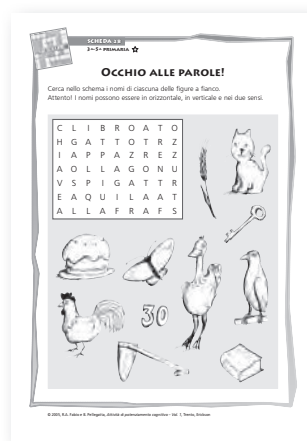 SCHEDA 28
3ª-5ª PRIMARIA
OCCHIO ALLE PAROLE!
Cerca nello schema i nomi di ciascuna delle figure a fianco.
Attento! I nomi possono essere in orizzontale, in verticale e nei due sensi.
C L I B R O A T O
H G A T T O T R Z
I A P P A Z R E Z
A O L L A G O N U
V S P I G A T T R
E A Q U I L A A T
A L L A F R A F S
30
© 2005, R.A. Fabio e B. Pellegatta, Attività di potenziamento cognitivo - Vol. 1, Trento, Erickson